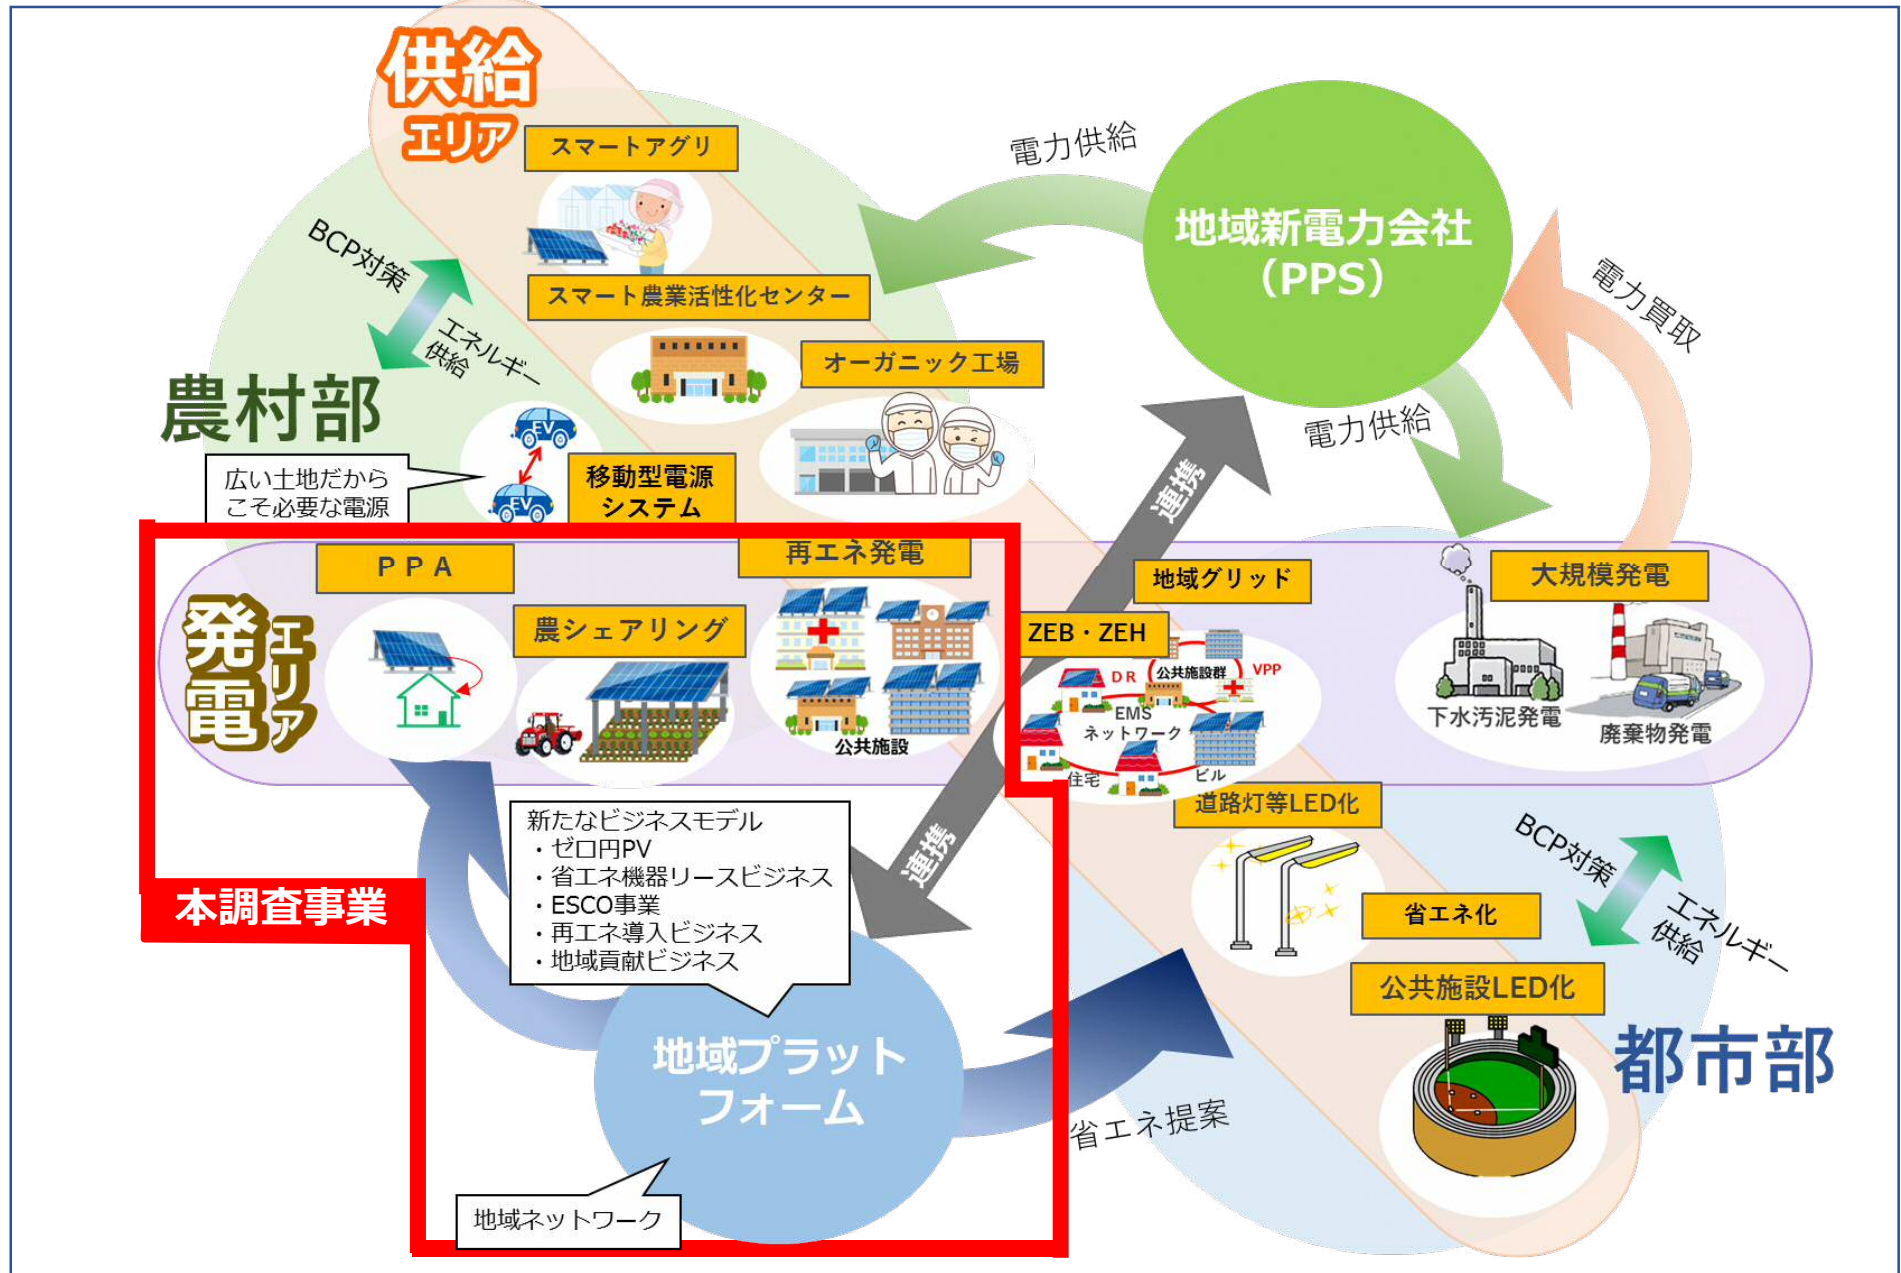 供給
エリア
スマートアグリ
電力供給
地域新電力会社
（PPS）
BCP対策
エネルギー
供給
スマート農業活性化センター
電力買取
オーガニック工場
農村部
電力供給
EV
EV
広い土地だから
こそ必要な電源
移動型電源
システム
連携
発電
エリア
PPA
農シェアリング
再エネ発電
公共施設
地域グリッド
ZEB・ZEH
DR
公共施設群
VPP
EMS
ネットワーク
住宅
ビル
大規模発電
下水汚泥発電
廃棄物発電
道路灯等LED化
新たなビジネスモデル
・ゼロ円PV
・省エネ機器リースビジネス
・ESCO事業
・再エネ導入ビジネス
・地域貢献ビジネス
連携
BCP対策
エネルギー
供給
本調査事業
省エネ化
公共施設LED化
地域プラット
フォーム
都市部
省エネ提案
地域ネットワーク